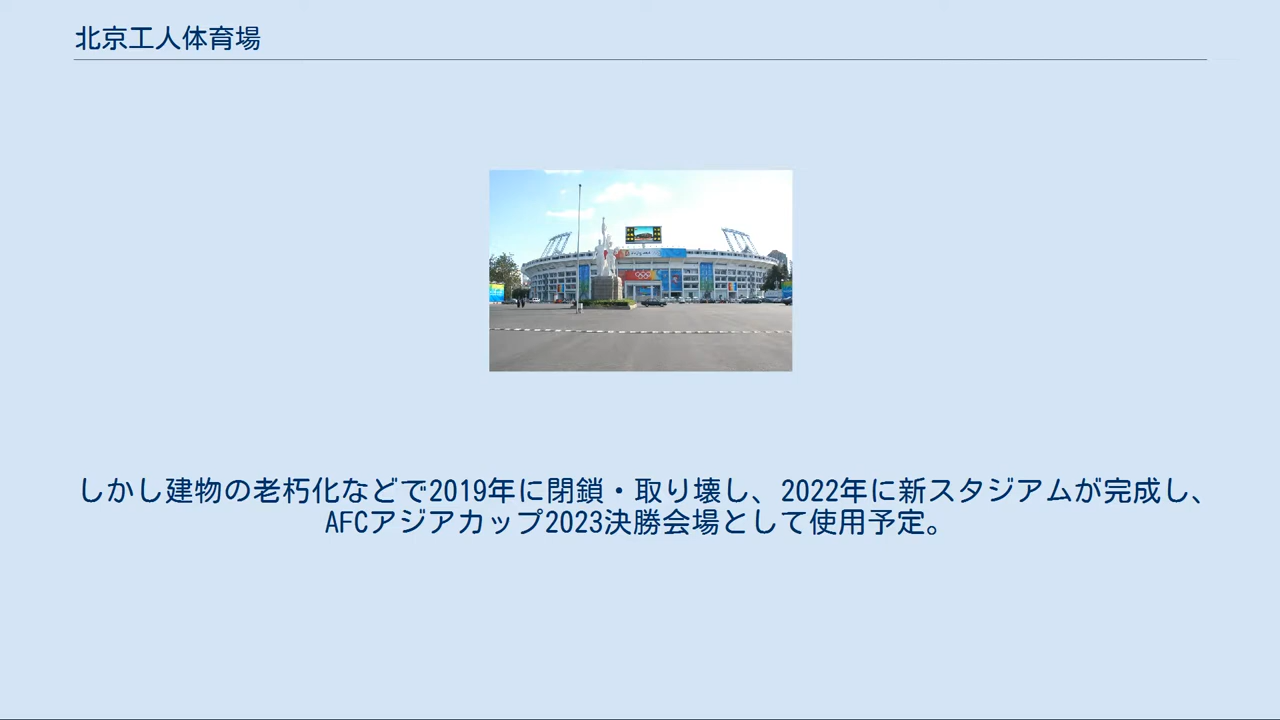 北京工人体育場
しかし建物の老朽化などで2019年に閉鎖・取り壊し、2022年に新スタジアムが完成し、
AFCアジアカップ2023決勝会場として使用予定。